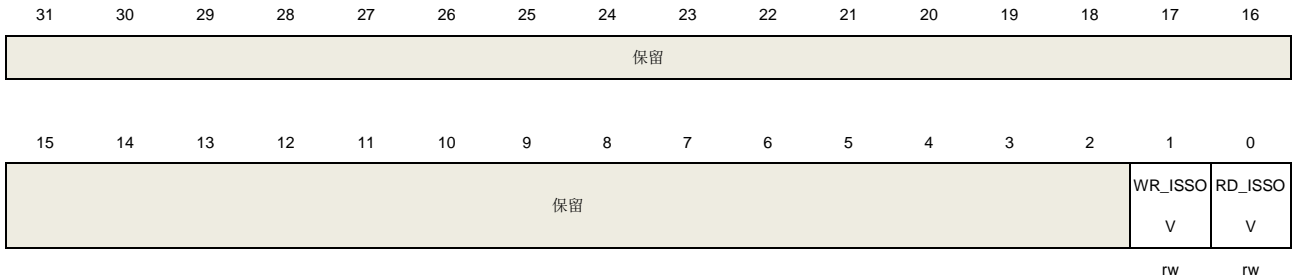 31 30 29 28 27 26 25 24 23 22 21 20 19 18 17 16
保留
15 14 13 12 11 10 9 8 7 6 5 4 3 2 1 0
保留
WR_ISSO RD_ISSO
V V
rw rw